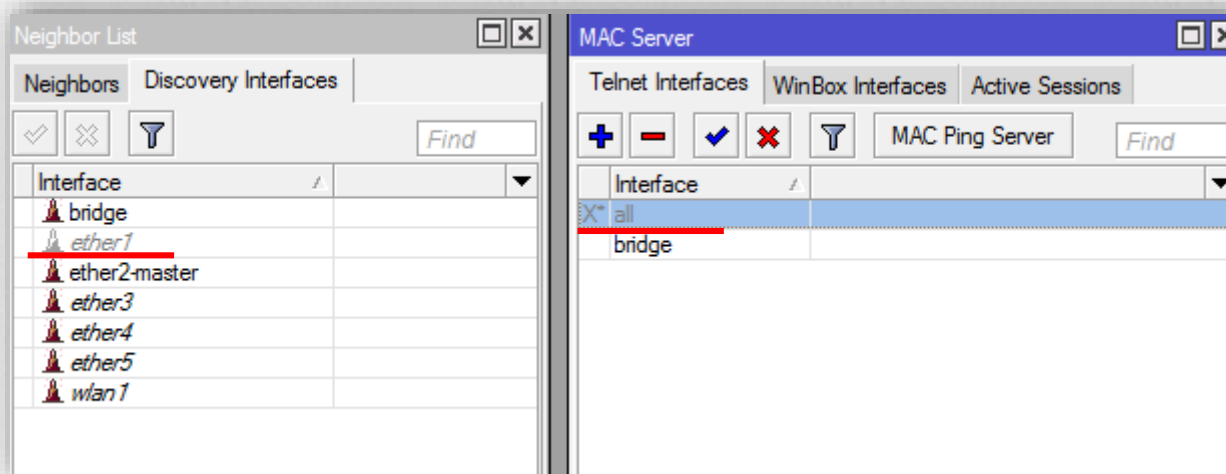 Neighbor List
Neighbors Discovery Interfaces
Find
Interface
bridge
ether1
ether2-master
ether3
ether4
ether5
wlan1
MAC Server
Telnet Interfaces WinBox Interfaces Active Sessions
MAC Ping Server Find
Interface
X* all
bridge